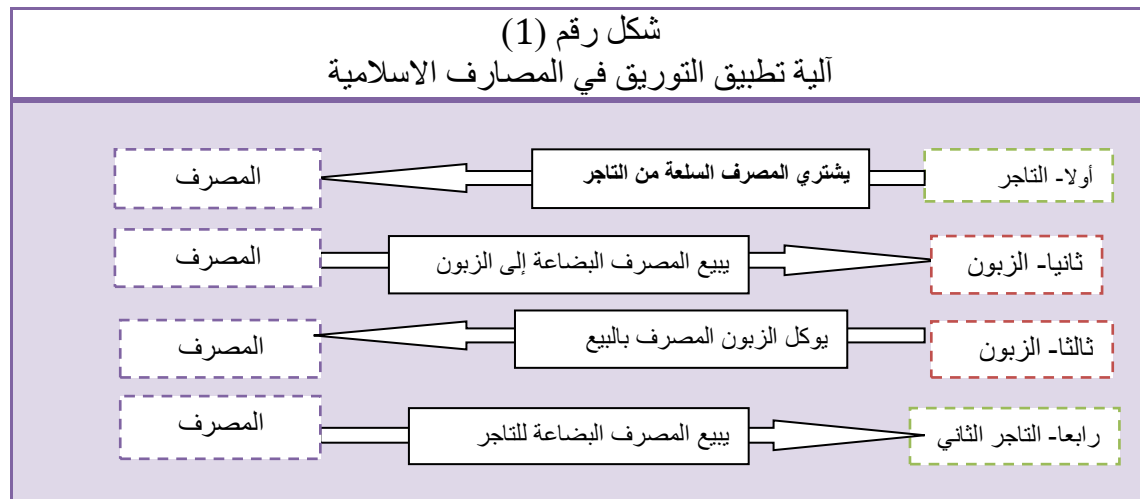 شكل رقم (1)
آلية تطبيق التوريق في المصارف الاسلامية
أولا- التاجر
يشتري المصرف السلعة من التاجر
المصرف
ثانيا- الزبون
يبيع المصرف البضاعة إلى الزبون
المصرف
ثالثا- الزبون
يوكل الزبون المصرف بالبيع
المصرف
رابعا- التاجر الثاني
يبيع المصرف البضاعة للتاجر
المصرف